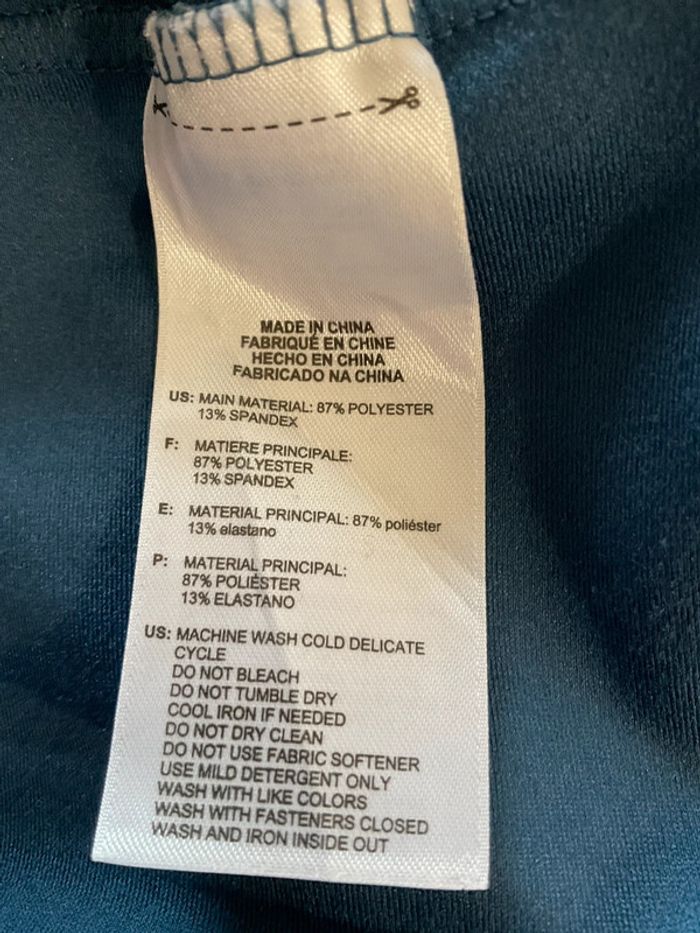 MADE IN CHINA
FABRIQUÉ EN CHINE
HECHO EN CHINA
FABRICADO NA CHINA
US: MAIN MATERIAL: 87% POLYESTER
13% SPANDEX
F: MATIERE PRINCIPALE:
87% POLYESTER
13% SPANDEX
E: MATERIAL PRINCIPAL: 87% poliéster
13% elastano
P: MATERIAL PRINCIPAL:
87% POLIÉSTER
13% ELASTANO
US: MACHINE WASH COLD DELICATE
CYCLE
DO NOT BLEACH
DO NOT TUMBLE DRY
COOL IRON IF NEEDED
DO NOT DRY CLEAN
DO NOT USE FABRIC SOFTENER
USE MILD DETERGENT ONLY
WASH WITH LIKE COLORS
WASH WITH FASTENERS CLOSED
WASH AND IRON INSIDE OUT